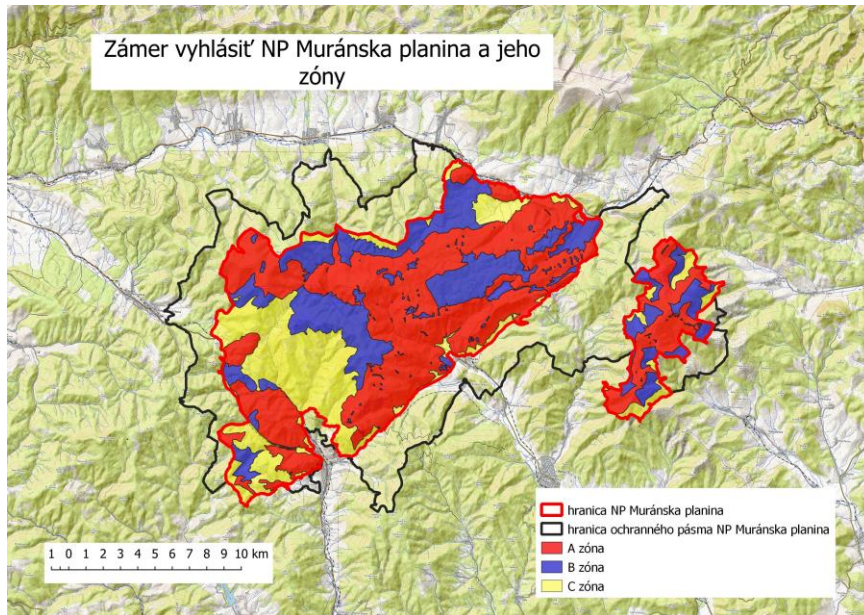 Zámer vyhlásiť NP Muránska planina a jeho
zóny
hranica NP Muránska planina
hranica ochranného pásma NP Muránska planina
A zóna
B zóna
C zóna
1 0 1 2 3 4 5 6 7 8 9 10 km